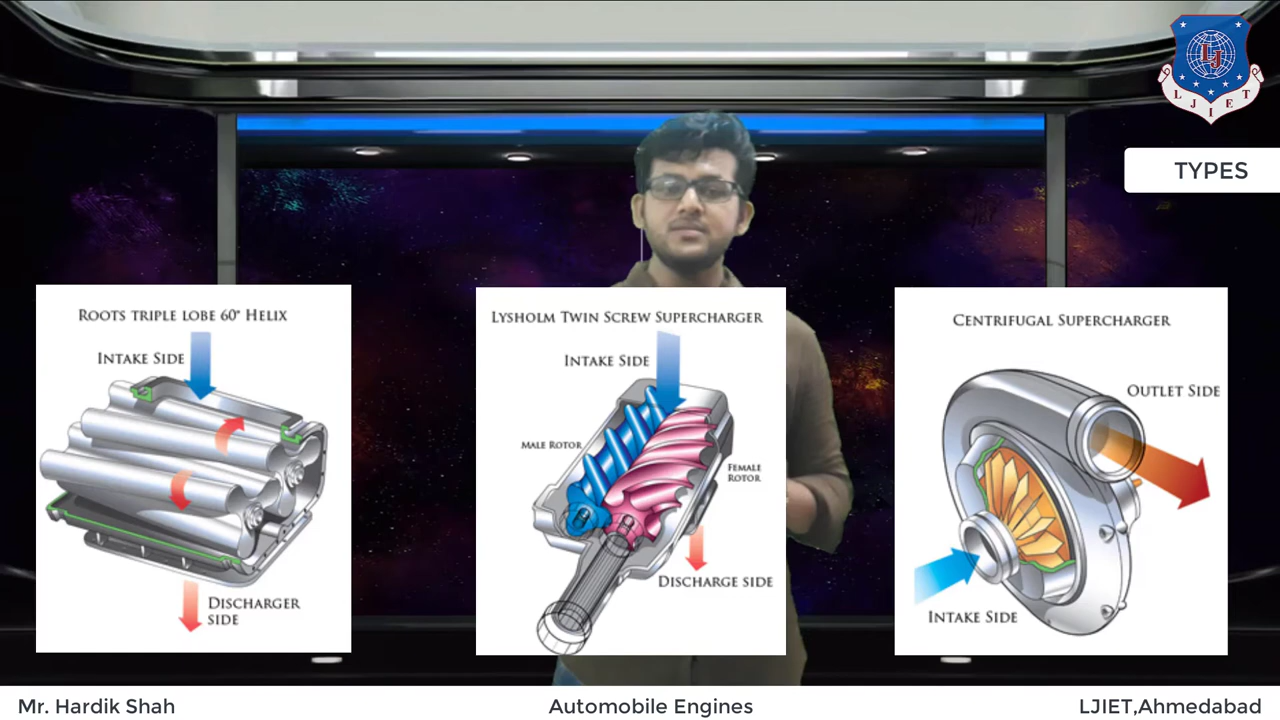 LJ
L J I E T
TYPES
ROOTS TRIPLE LOBE 60° HELIX
INTAKE SIDE
DISCHARGER
SIDE
LYSHOLM TWIN SCREW SUPERCHARGER
INTAKE SIDE
MALE ROTOR
FEMALE
ROTOR
DISCHARGE SIDE
CENTRIFUGAL SUPERCHARGER
OUTLET SIDE
INTAKE SIDE
Mr. Hardik Shah
Automobile Engines
LJIET,Ahmedabad